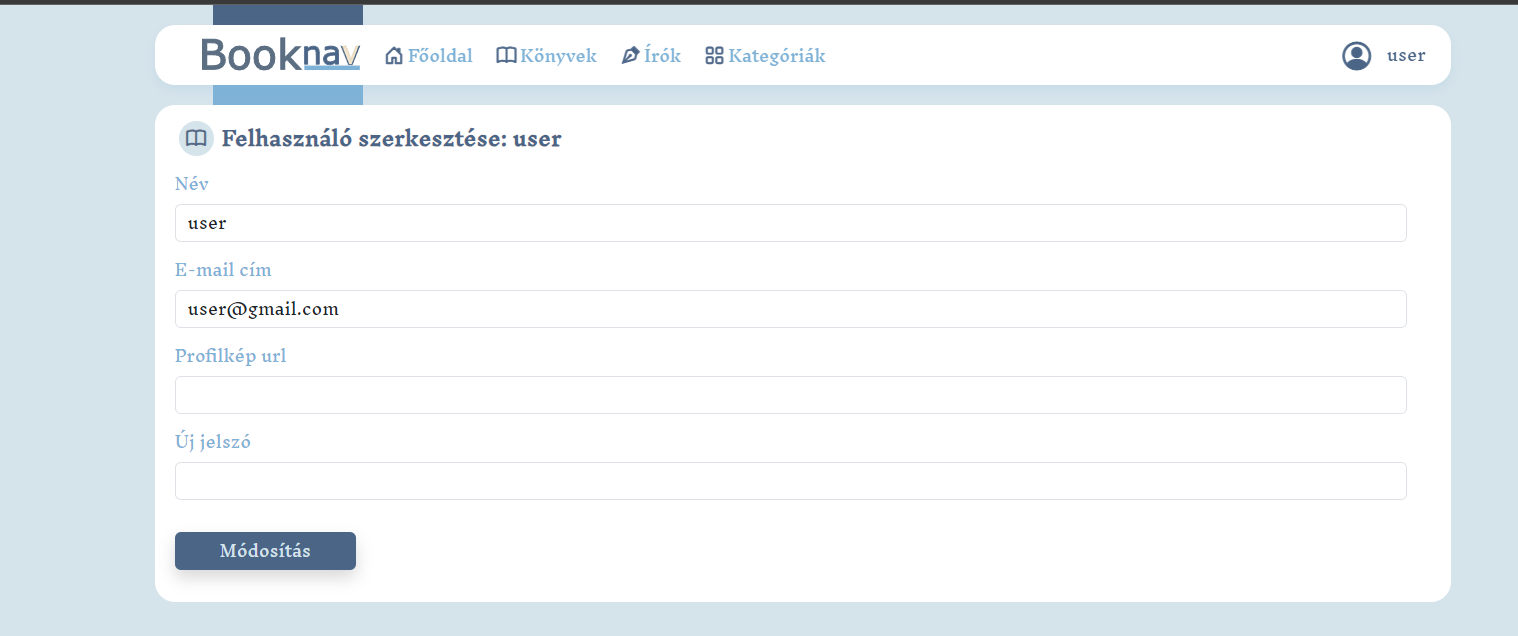 Booknav Főoldal Könyvek Írók Kategóriák user
Felhasználó szerkesztése: user
Név
user
E-mail cím
user@gmail.com
Profilkép url
Új jelszó
Módosítás